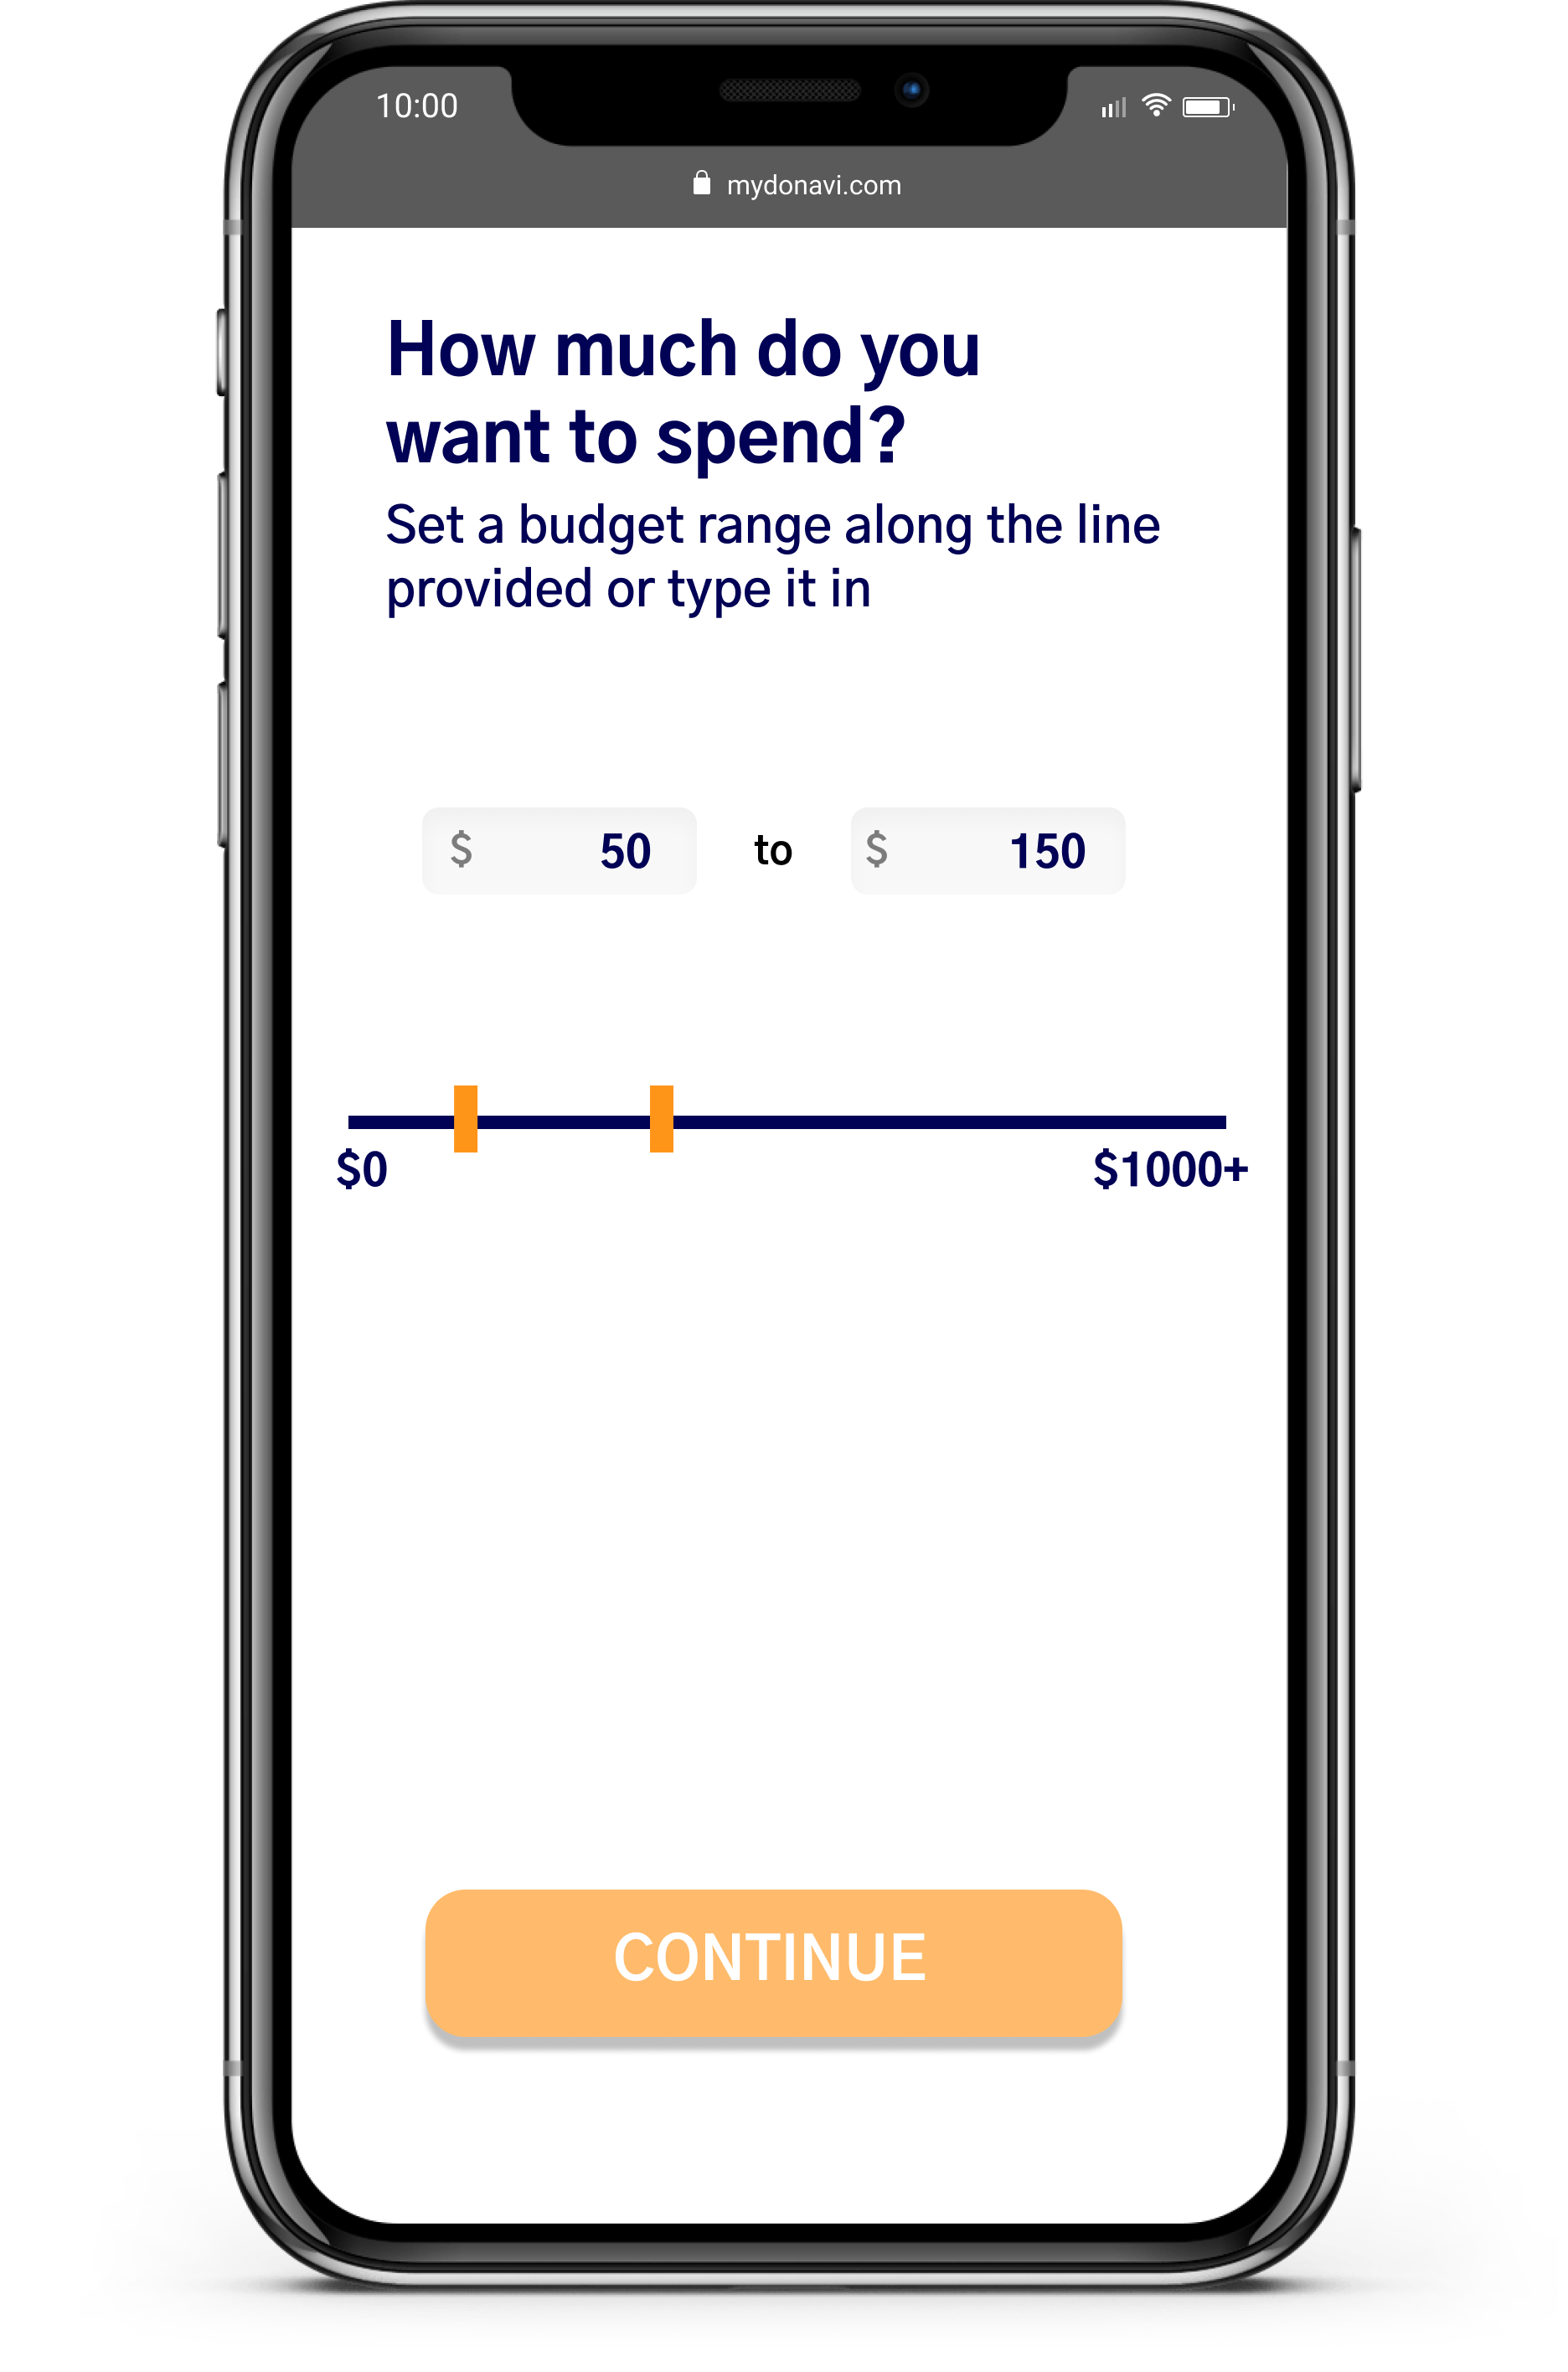 10:00
mydonavi.com
How much do you
want to spend?
Set a budget range along the line
provided or type it in
$ 50 to $ 150
$0 $1000+
CONTINUE